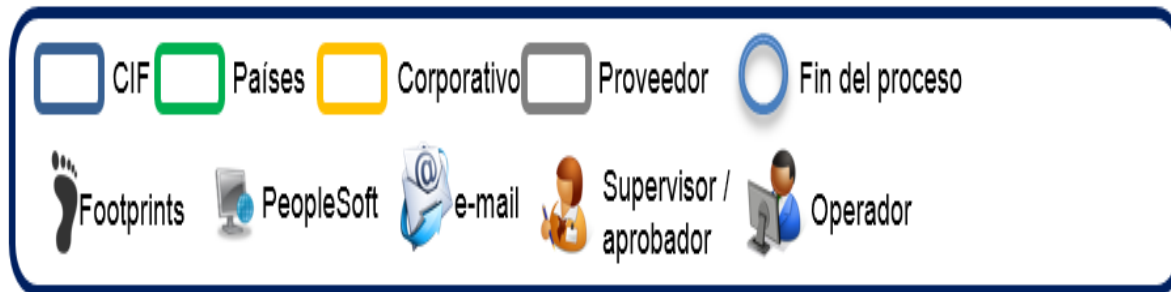 CIF Países Corporativo Proveedor Fin del proceso
Footprints PeopleSoft @ e-mail Supervisor / Operador
aprobador